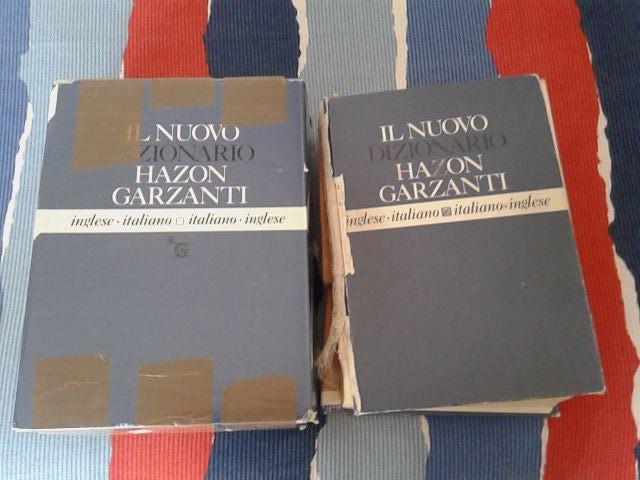 IL NUOVO
DIZIONARIO
HAZON
GARZANTI
inglese · italiano □ italiano · inglese
IL NUOVO
DIZIONARIO
HAZON
GARZANTI
inglese · italiano italiano · inglese